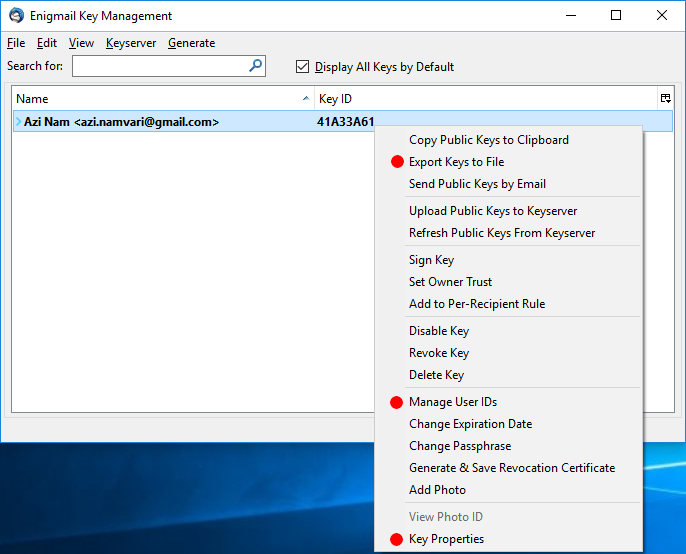 Enigmail Key Management
File Edit View Keyserver Generate
Search for: Display All Keys by Default
Name Key ID
Azi Nam <azi.namvari@gmail.com> 41A33A61
Copy Public Keys to Clipboard
Export Keys to File
Send Public Keys by Email
Upload Public Keys to Keyserver
Refresh Public Keys From Keyserver
Sign Key
Set Owner Trust
Add to Per-Recipient Rule
Disable Key
Revoke Key
Delete Key
Manage User IDs
Change Expiration Date
Change Passphrase
Generate & Save Revocation Certificate
Add Photo
View Photo ID
Key Properties